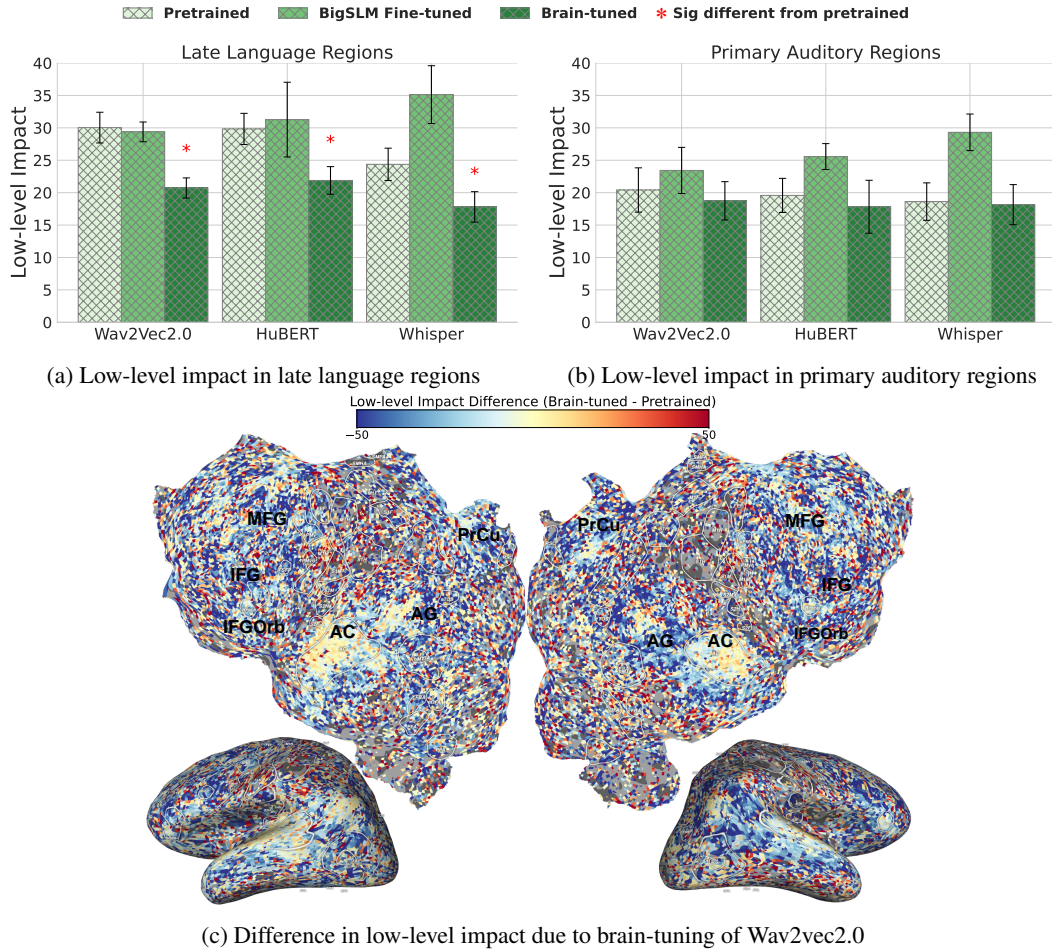 Pretrained BigSLM Fine-tuned Brain-tuned * Sig different from pretrained
Late Language Regions
Low-level Impact
40
35
30
25
20
15
10
5
0
* * *
Wav2Vec2.0 HuBERT Whisper
(a) Low-level impact in late language regions
Primary Auditory Regions
Low-level Impact
40
35
30
25
20
15
10
5
0
Wav2Vec2.0 HuBERT Whisper
(b) Low-level impact in primary auditory regions
Low-level Impact Difference (Brain-tuned - Pretrained)
−50 50
MFG
PrCu
IFG
IFGOrb
AC
AG
PrCu
MFG
IFG
AG
AC
IFGOrb
(c) Difference in low-level impact due to brain-tuning of Wav2vec2.0